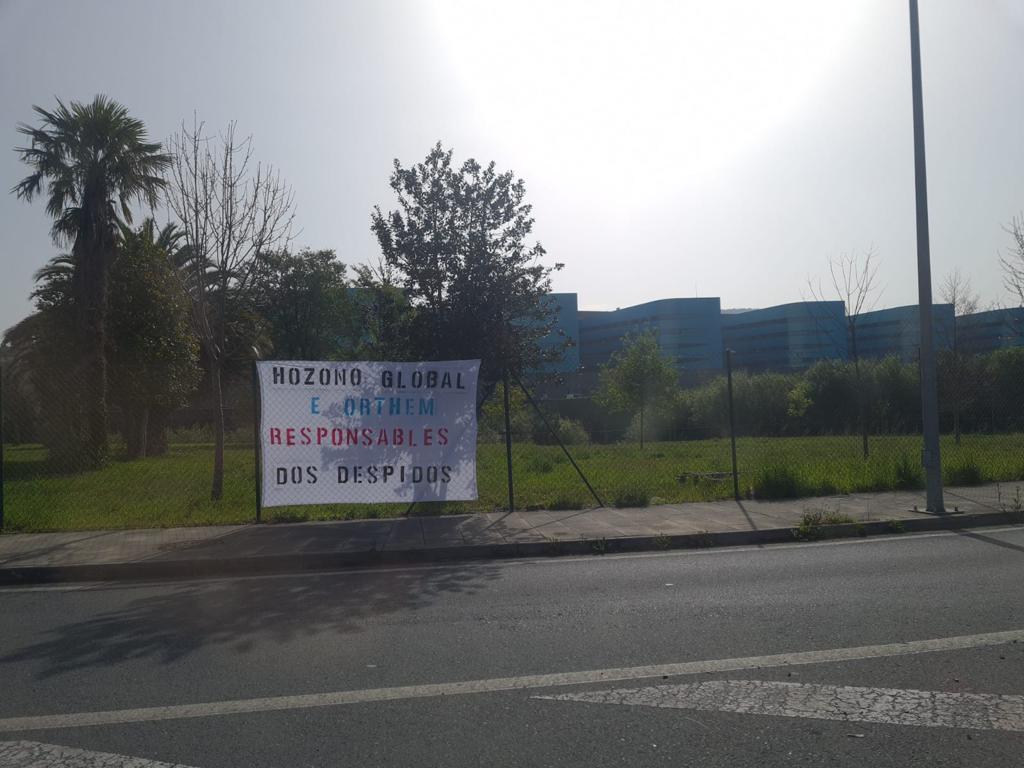 HOZONO GLOBAL
E ORTHEM
RESPONSABLES
DOS DESPIDOS